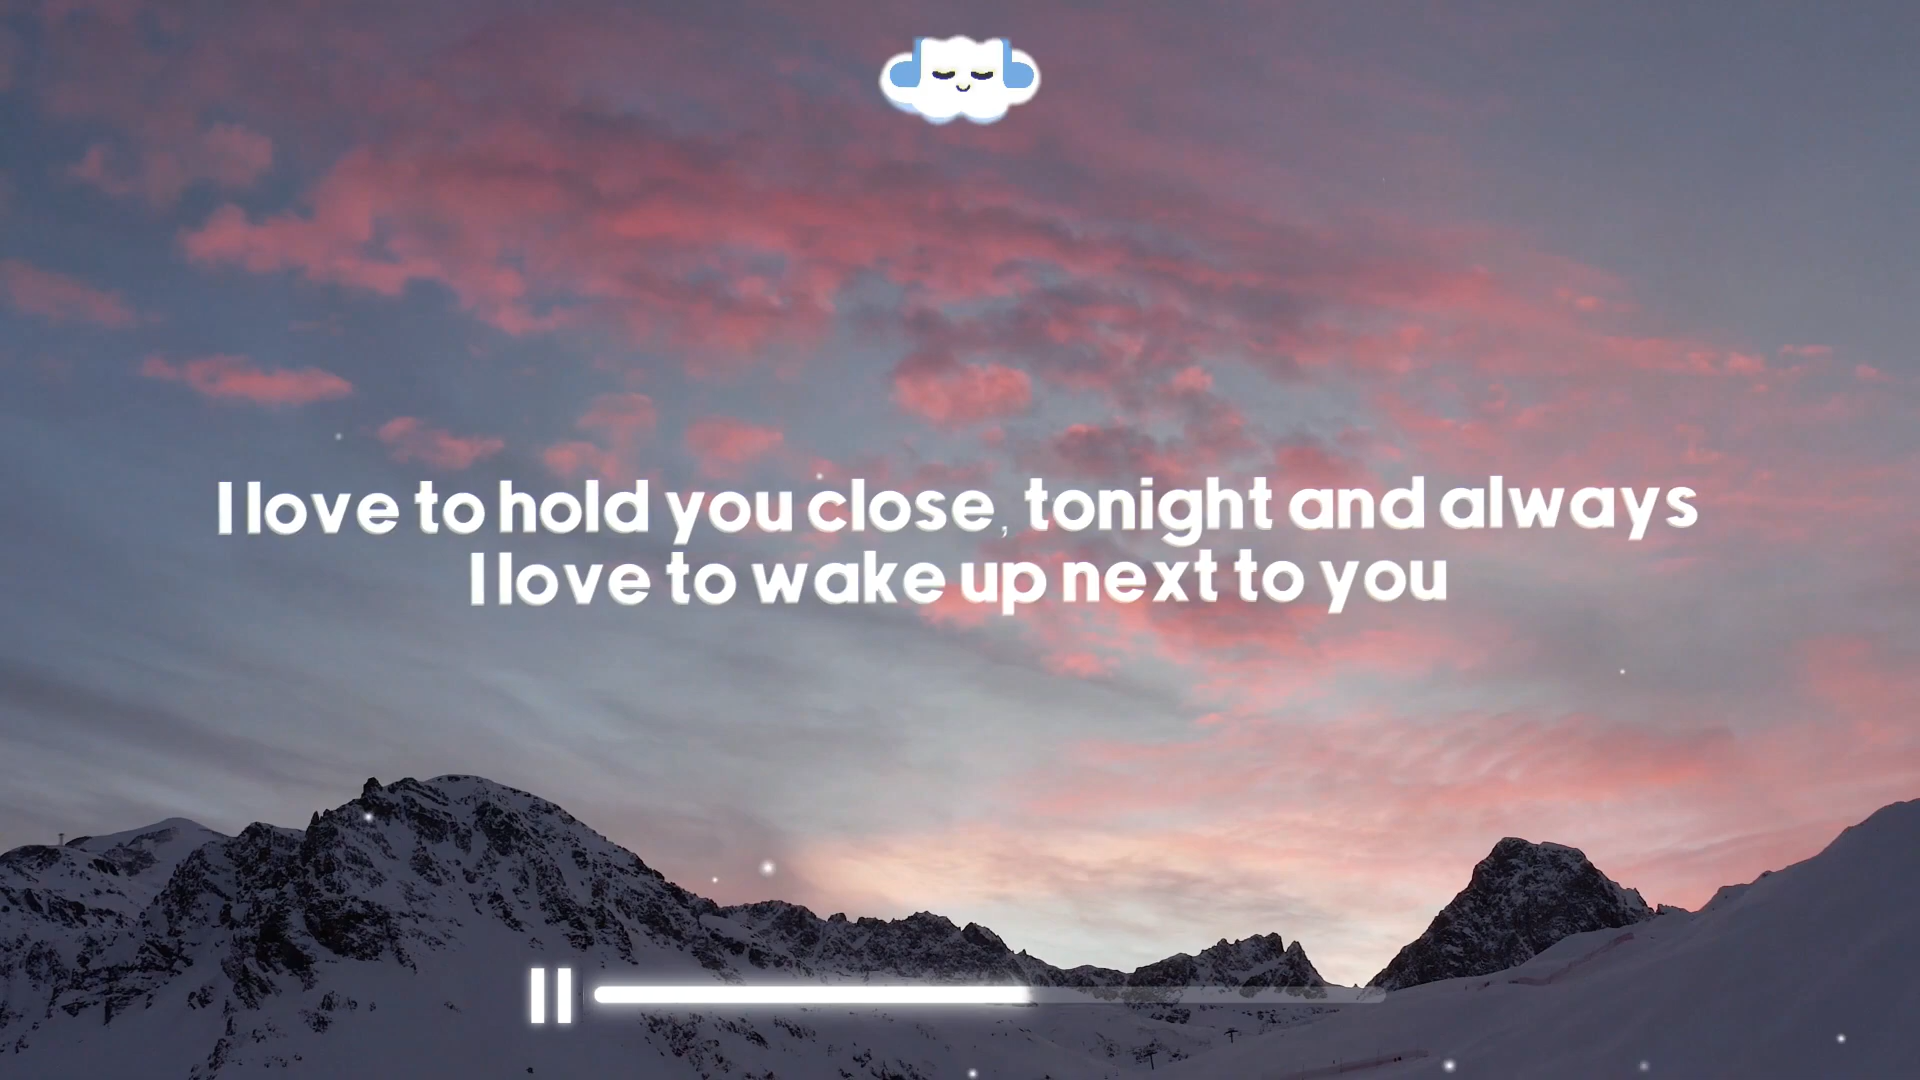 I love to hold you close, tonight and always
I love to wake up next to you